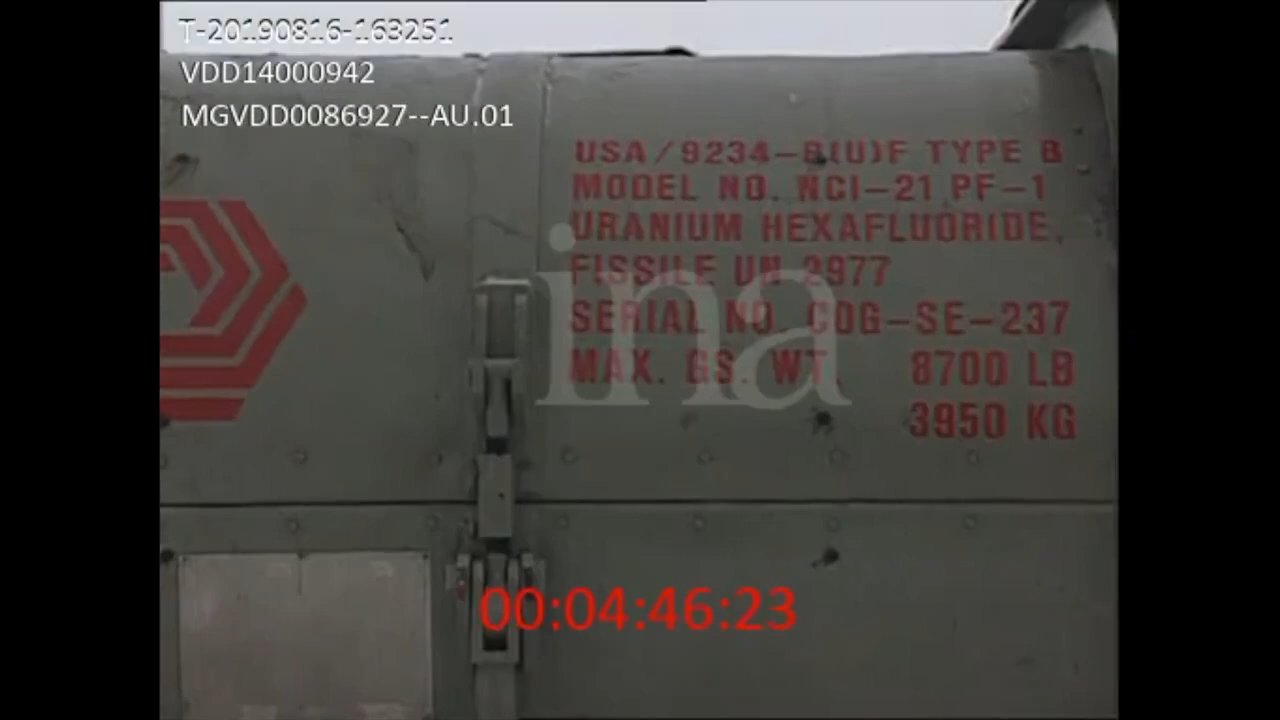 T-20190816-163251
VDD14000942
MGVDD0086927--AU.01
USA/9234-B(U)F TYPE B
MODEL NO. NCI-21 PF-1
URANIUM HEXAFLUORIDE,
FISSILE UN 2977
SERIAL NO. COG-SE-237
MAX. GS. WT. 8700 LB
3950 KG
ina
00:04:46:23